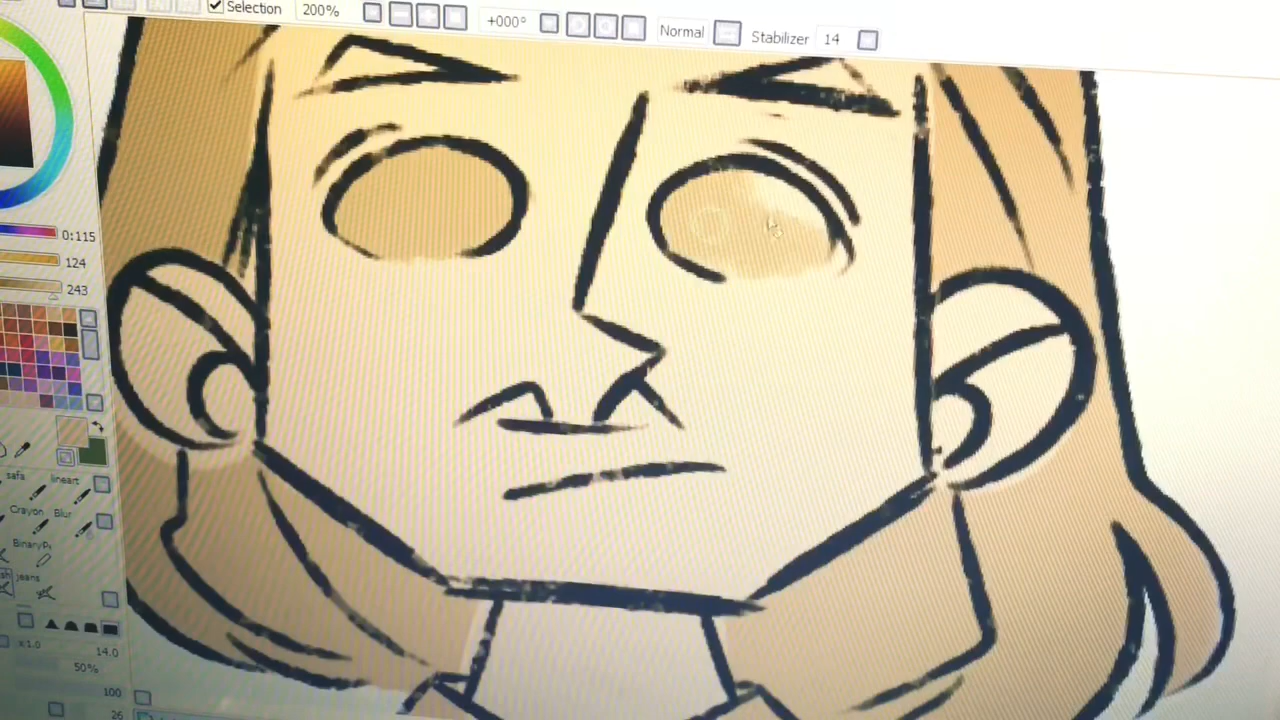 Selection 200% +000° Normal Stabilizer 14
0:115
124
243
safa lineart
Crayon Blur
BinaryP
jeans
x1.0 14.0
50%
100
26